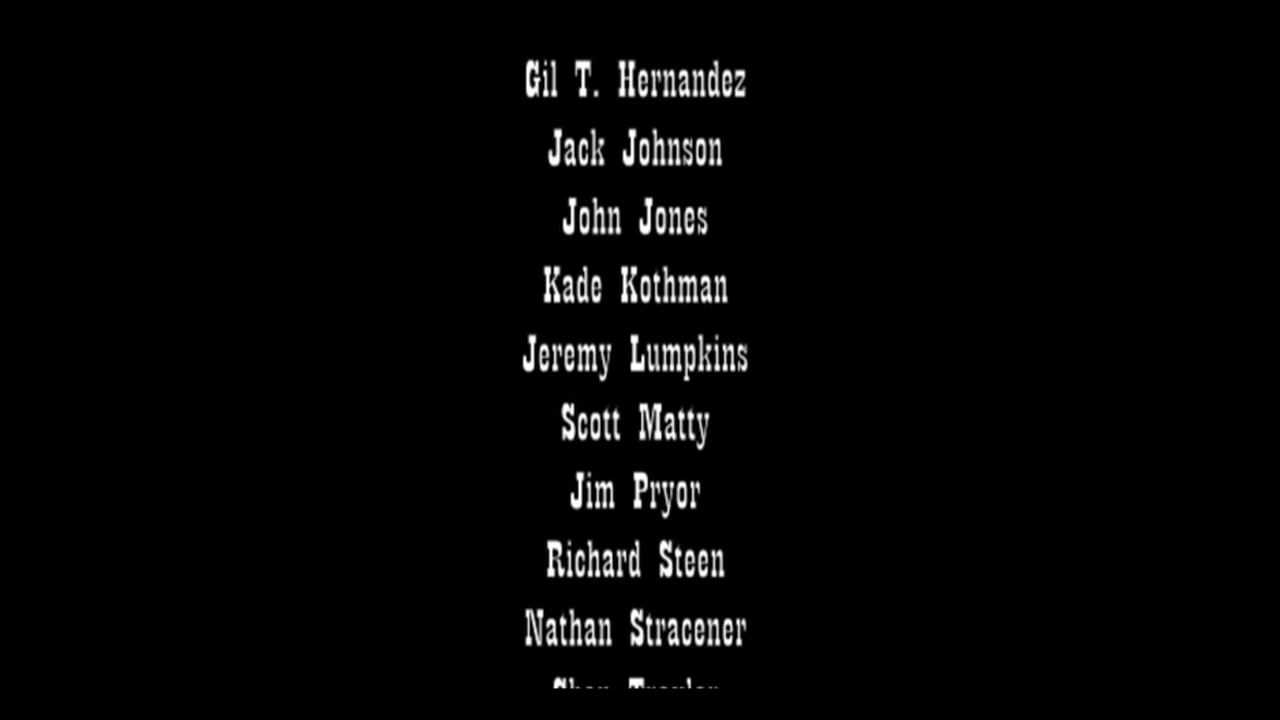 Gil T. Hernandez
Jack Johnson
John Jones
Kade Kothman
Jeremy Lumpkins
Scott Matty
Jim Pryor
Richard Steen
Nathan Stracener